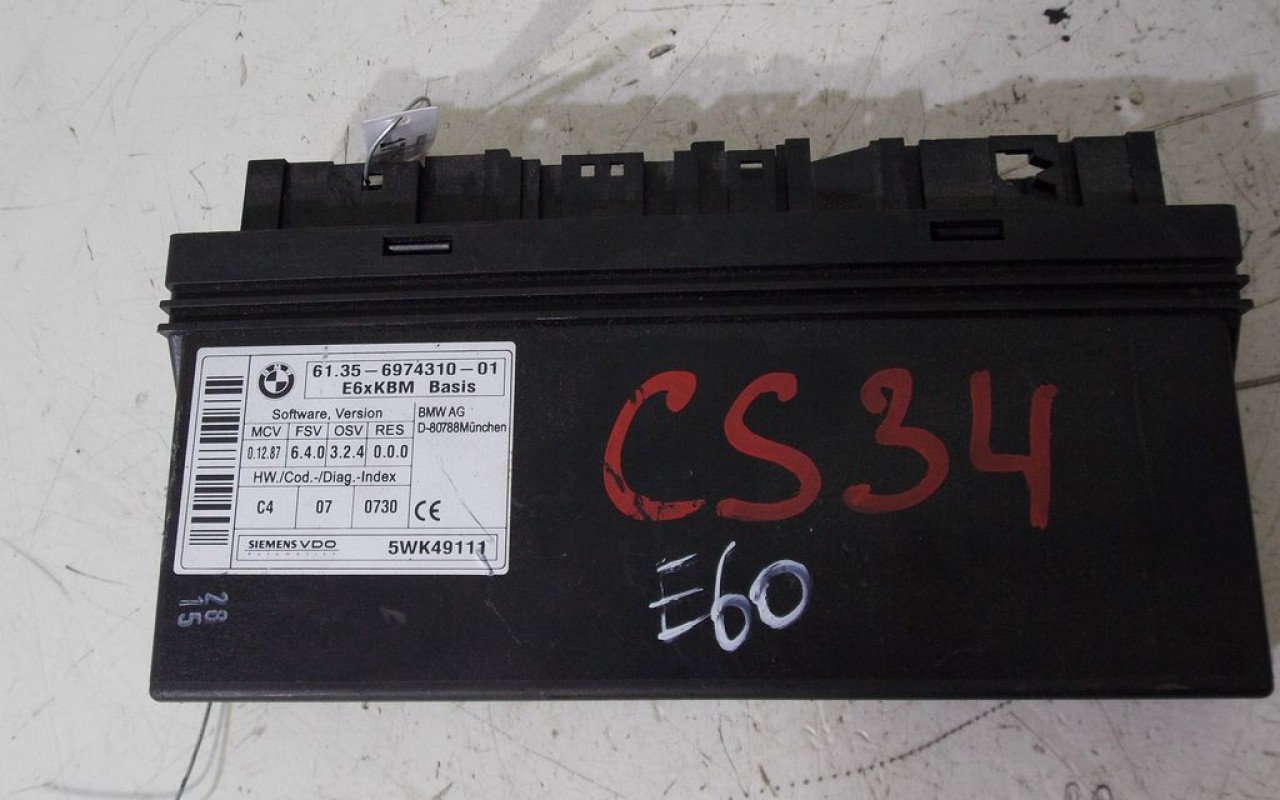 BMW
61.35-6974310-01
E6xKBM Basis
Software, Version
MCV FSV OSV RES
0.12.87 6.4.0 3.2.4 0.0.0
HW./Cod.-/Diag.-Index
C4 07 0730
BMW AG
D-80788München
CE
SIEMENS VDO
Automotive
5WK49111
28
15
CS34
E60